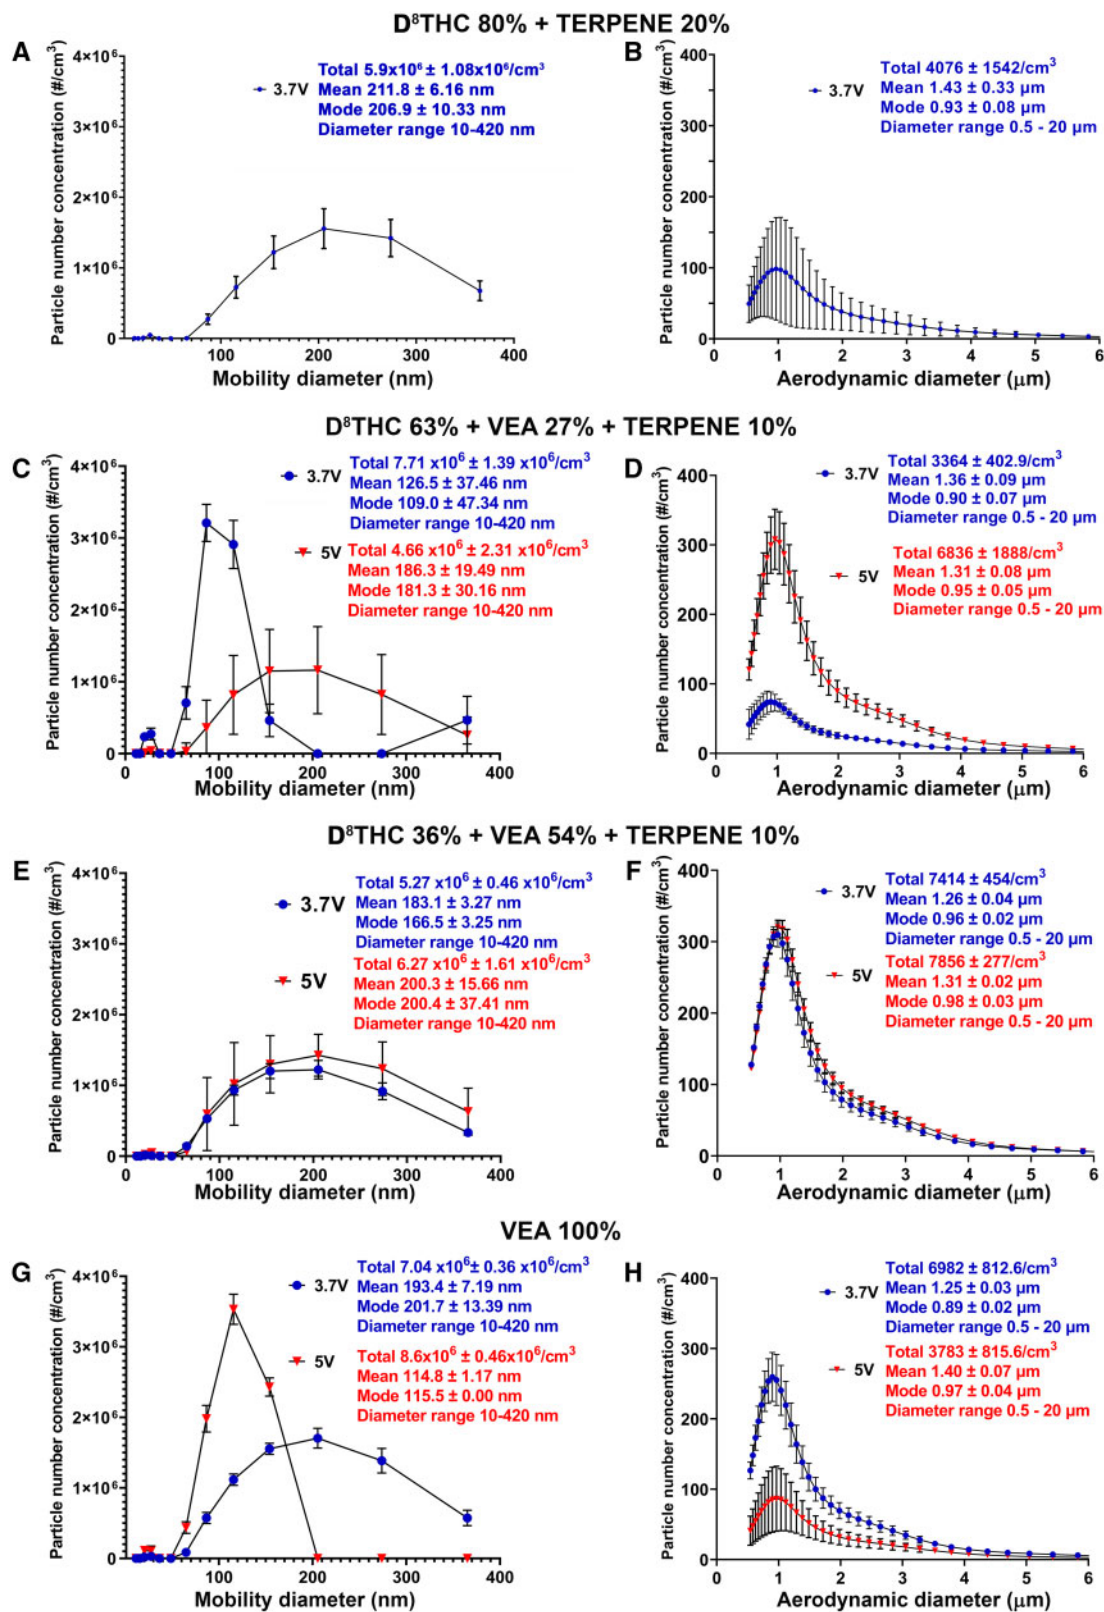 D⁸THC 80% + TERPENE 20%
A
Particle number concentration (#/cm³)
4×10⁶
3×10⁶
2×10⁶
1×10⁶
0
100
200
300
400
Mobility diameter (nm)
3.7V
Total 5.9x10⁶ ± 1.08x10⁶/cm³
Mean 211.8 ± 6.16 nm
Mode 206.9 ± 10.33 nm
Diameter range 10-420 nm
B
Particle number concentration (#/cm³)
400
300
200
100
0
0
1
2
3
4
5
6
Aerodynamic diameter (μm)
3.7V
Total 4076 ± 1542/cm³
Mean 1.43 ± 0.33 μm
Mode 0.93 ± 0.08 μm
Diameter range 0.5 - 20 μm
D⁸THC 63% + VEA 27% + TERPENE 10%
C
Particle number concentration (#/cm³)
4×10⁶
3×10⁶
2×10⁶
1×10⁶
0
0
100
200
300
400
Mobility diameter (nm)
3.7V
Total 7.71 x10⁶ ± 1.39 x10⁶/cm³
Mean 126.5 ± 37.46 nm
Mode 109.0 ± 47.34 nm
Diameter range 10-420 nm
5V
Total 4.66 x10⁶ ± 2.31 x10⁶/cm³
Mean 186.3 ± 19.49 nm
Mode 181.3 ± 30.16 nm
Diameter range 10-420 nm
D
Particle number concentration (#/cm³)
400
300
200
100
0
0
1
2
3
4
5
6
Aerodynamic diameter (μm)
3.7V
Total 3364 ± 402.9/cm³
Mean 1.36 ± 0.09 μm
Mode 0.90 ± 0.07 μm
Diameter range 0.5 - 20 μm
5V
Total 6836 ± 1888/cm³
Mean 1.31 ± 0.08 μm
Mode 0.95 ± 0.05 μm
Diameter range 0.5 - 20 μm
D⁸THC 36% + VEA 54% + TERPENE 10%
E
Particle number concentration (#/cm³)
4×10⁶
3×10⁶
2×10⁶
1×10⁶
0
0
100
200
300
400
Mobility diameter (nm)
3.7V
Total 5.27 x10⁶ ± 0.46 x10⁶/cm³
Mean 183.1 ± 3.27 nm
Mode 166.5 ± 3.25 nm
Diameter range 10-420 nm
5V
Total 6.27 x10⁶ ± 1.61 x10⁶/cm³
Mean 200.3 ± 15.66 nm
Mode 200.4 ± 37.41 nm
Diameter range 10-420 nm
F
Particle number concentration (#/cm³)
400
300
200
100
0
0
1
2
3
4
5
6
Aerodynamic diameter (μm)
3.7V
Total 7414 ± 454/cm³
Mean 1.26 ± 0.04 μm
Mode 0.96 ± 0.02 μm
Diameter range 0.5 - 20 μm
5V
Total 7856 ± 277/cm³
Mean 1.31 ± 0.02 μm
Mode 0.98 ± 0.03 μm
Diameter range 0.5 - 20 μm
VEA 100%
G
Particle number concentration (#/cm³)
4×10⁶
3×10⁶
2×10⁶
1×10⁶
0
0
100
200
300
400
Mobility diameter (nm)
3.7V
Total 7.04 x10⁶± 0.36 x10⁶/cm³
Mean 193.4 ± 7.19 nm
Mode 201.7 ± 13.39 nm
Diameter range 10-420 nm
5V
Total 8.6x10⁶ ± 0.46x10⁶/cm³
Mean 114.8 ± 1.17 nm
Mode 115.5 ± 0.00 nm
Diameter range 10-420 nm
H
Particle number concentration (#/cm³)
400
300
200
100
0
0
1
2
3
4
5
6
Aerodynamic diameter (μm)
3.7V
Total 6982 ± 812.6/cm³
Mean 1.25 ± 0.03 μm
Mode 0.89 ± 0.02 μm
Diameter range 0.5 - 20 μm
5V
Total 3783 ± 815.6/cm³
Mean 1.40 ± 0.07 μm
Mode 0.97 ± 0.04 μm
Diameter range 0.5 - 20 μm